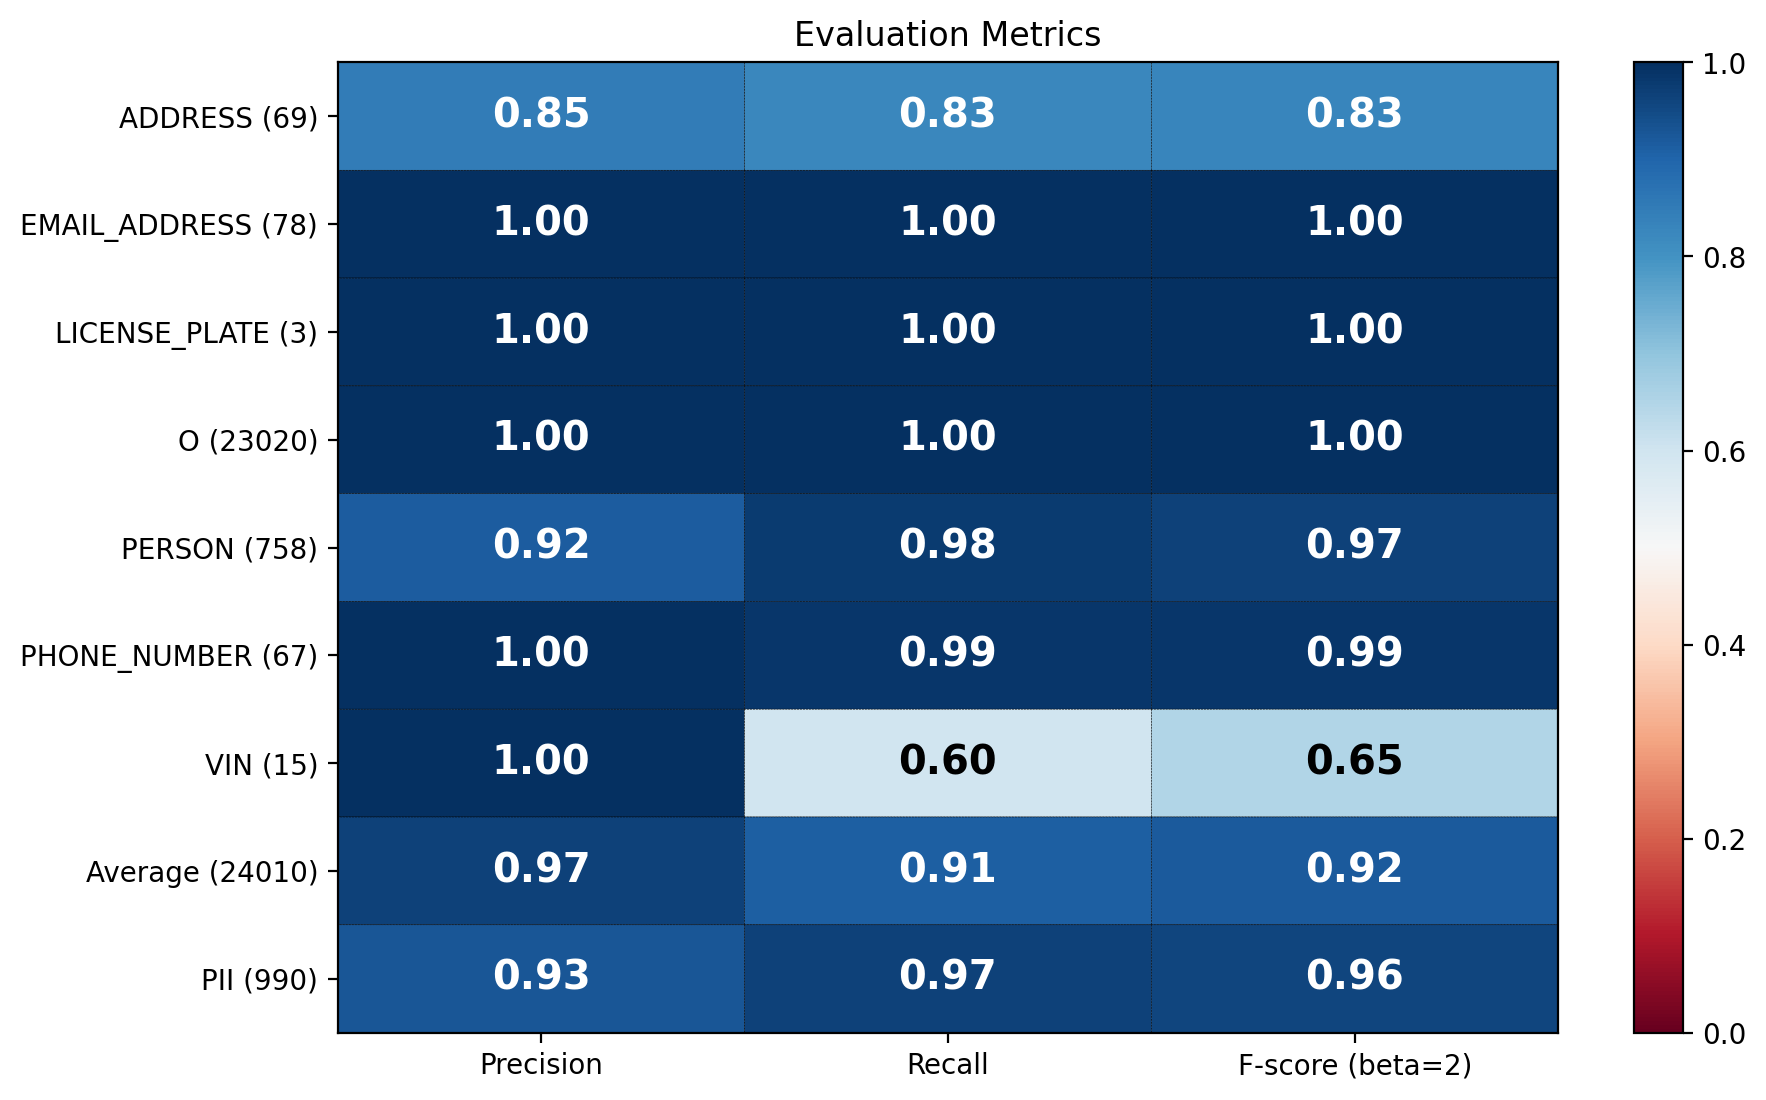 Evaluation Metrics
ADDRESS (69) 0.85 0.83 0.83
EMAIL_ADDRESS (78) 1.00 1.00 1.00
LICENSE_PLATE (3) 1.00 1.00 1.00
O (23020) 1.00 1.00 1.00
PERSON (758) 0.92 0.98 0.97
PHONE_NUMBER (67) 1.00 0.99 0.99
VIN (15) 1.00 0.60 0.65
Average (24010) 0.97 0.91 0.92
PII (990) 0.93 0.97 0.96
Precision Recall F-score (beta=2)
1.0
0.8
0.6
0.4
0.2
0.0